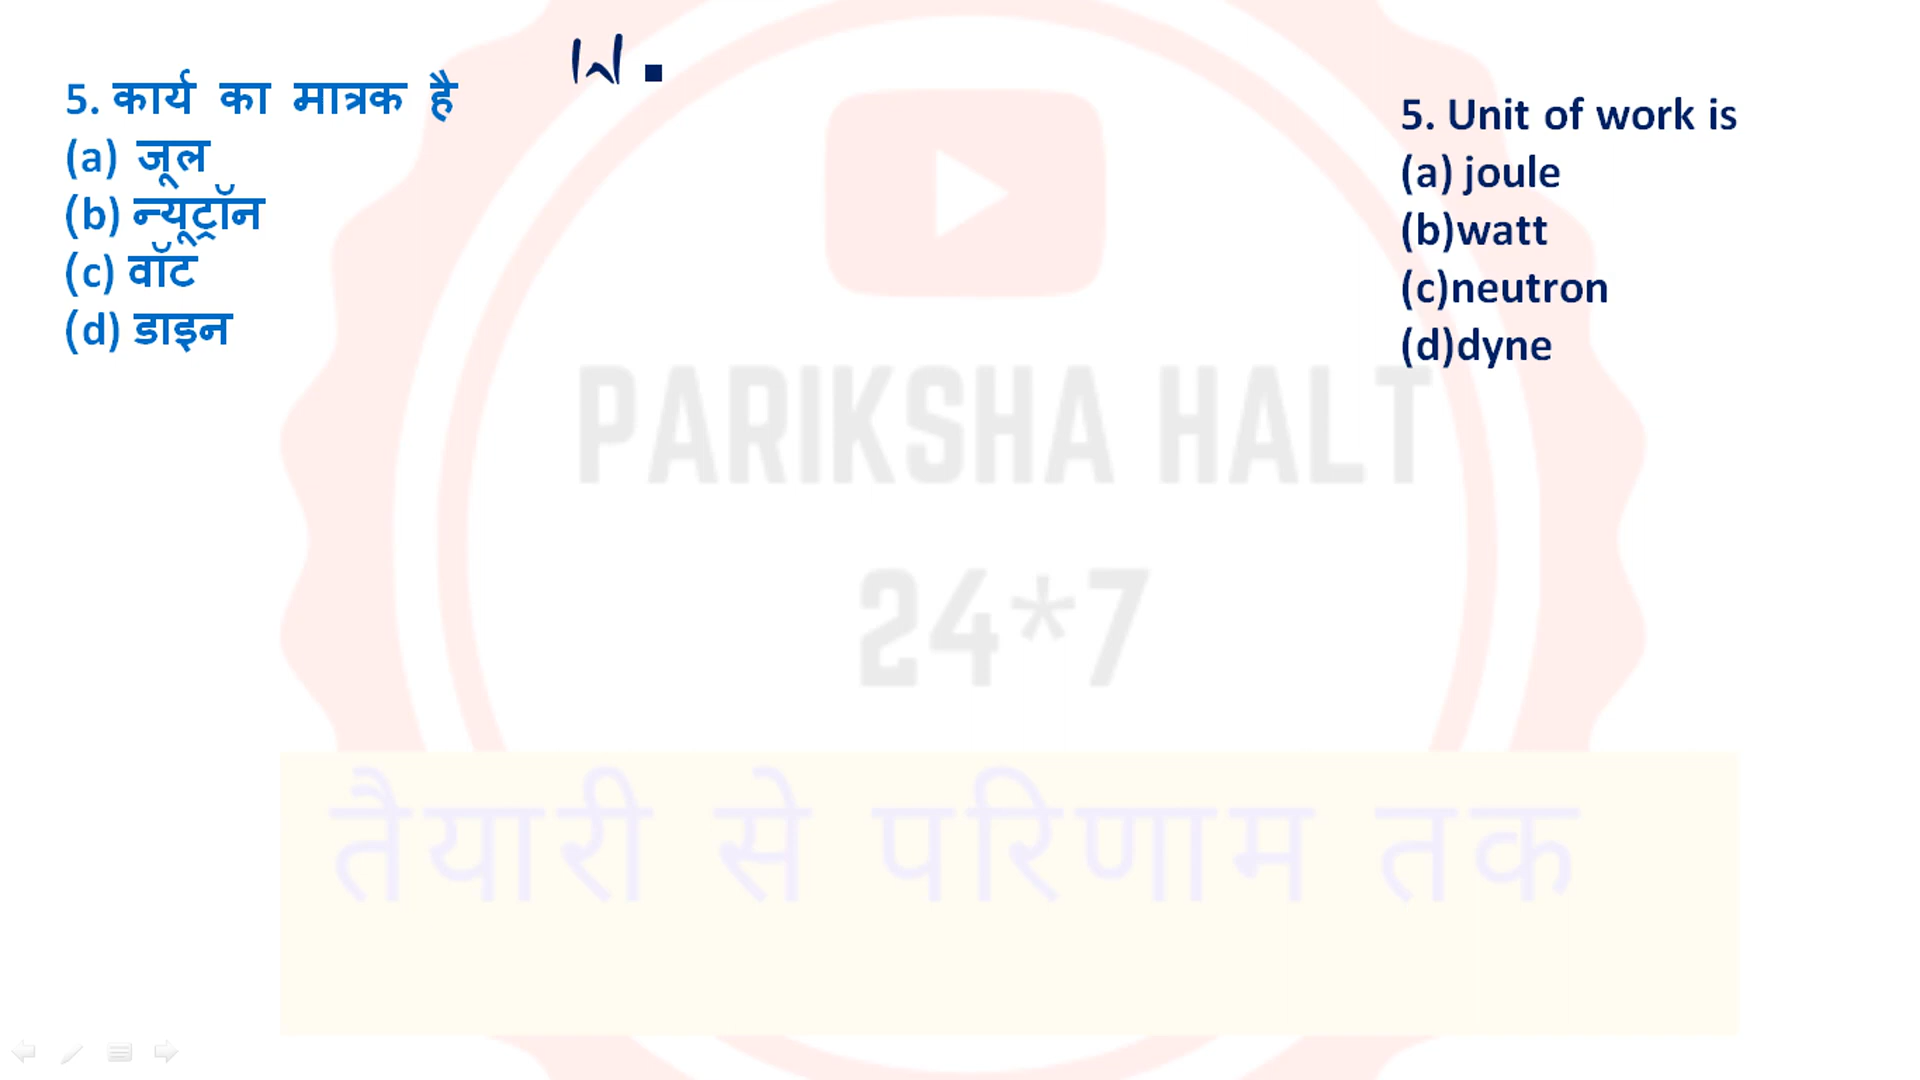 W
5. कार्य का मात्रक है
(a) जूल
(b) न्यूट्रॉन
(c) वॉट
(d) डाइन
5. Unit of work is
(a) joule
(b)watt
(c)neutron
(d)dyne
PARIKSHA HALT
24*7
तैयारी से परिणाम तक